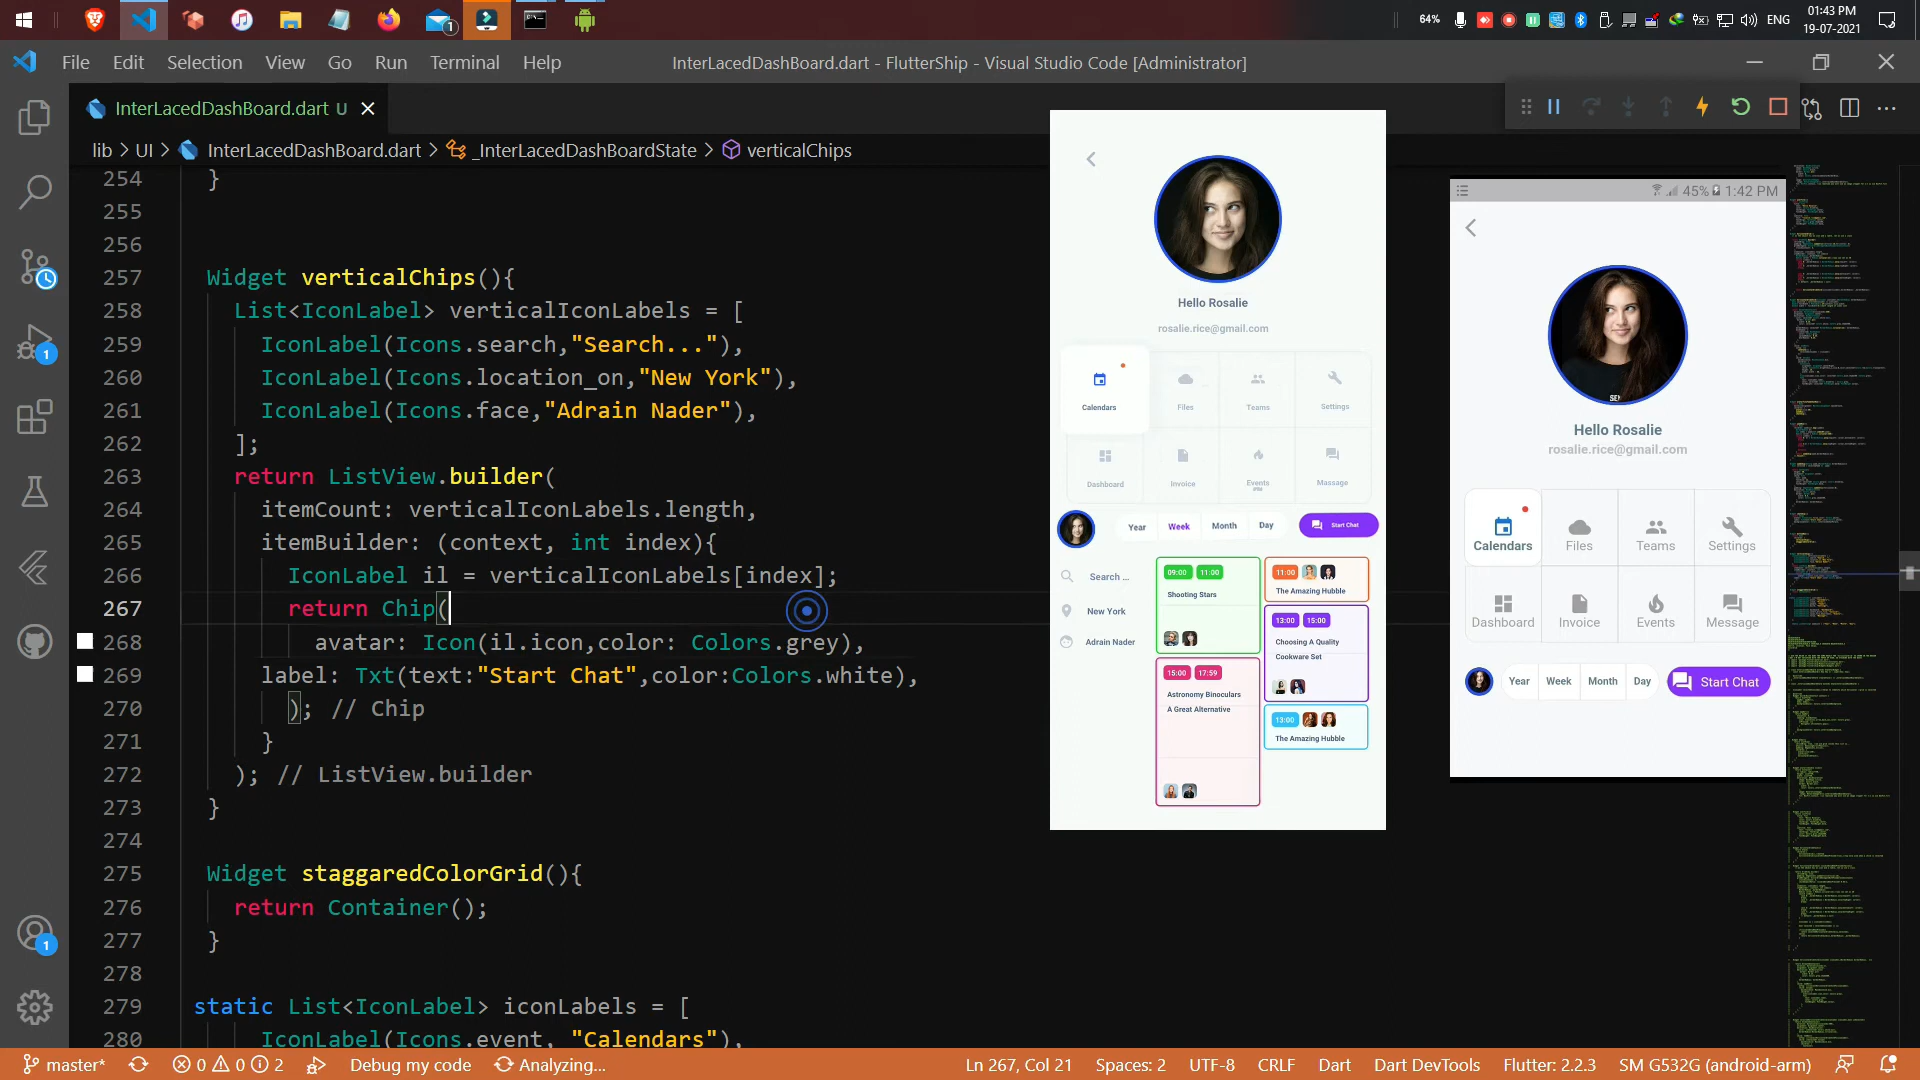 64%
ENG
01:43 PM
19-07-2021
File Edit Selection View Go Run Terminal Help
InterLacedDashBoard.dart - FlutterShip - Visual Studio Code [Administrator]
InterLacedDashBoard.dart U
lib > UI > InterLacedDashBoard.dart > _InterLacedDashBoardState > verticalChips
254 }
255
256
257 Widget verticalChips(){
258 List<IconLabel> verticalIconLabels = [
259 IconLabel(Icons.search,"Search..."),
260 IconLabel(Icons.location_on,"New York"),
261 IconLabel(Icons.face,"Adrain Nader"),
262 ];
263 return ListView.builder(
264 itemCount: verticalIconLabels.length,
265 itemBuilder: (context, int index){
266 IconLabel il = verticalIconLabels[index];
267 return Chip(
268 avatar: Icon(il.icon,color: Colors.grey),
269 label: Txt(text:"Start Chat",color:Colors.white),
270 ); // Chip
271 }
272 ); // ListView.builder
273 }
274
275 Widget staggaredColorGrid(){
276 return Container();
277 }
278
279 static List<IconLabel> iconLabels = [
280 IconLabel(Icons.event, "Calendars"),
Hello Rosalie
rosalie.rice@gmail.com
Calendars Files Teams Settings
Dashboard Invoice Events Message
Year Week Month Day Start Chat
Search ...
New York
Adrain Nader
09:00 11:00
Shooting Stars
15:00 17:59
Astronomy Binoculars
A Great Alternative
11:00
The Amazing Hubble
13:00 15:00
Choosing A Quality
Cookware Set
13:00
The Amazing Hubble
45% 1:42 PM
Hello Rosalie
rosalie.rice@gmail.com
Calendars Files Teams Settings
Dashboard Invoice Events Message
Year Week Month Day Start Chat
master* 0 0 2 Debug my code Analyzing... Ln 267, Col 21 Spaces: 2 UTF-8 CRLF Dart Dart DevTools Flutter: 2.2.3 SM G532G (android-arm)